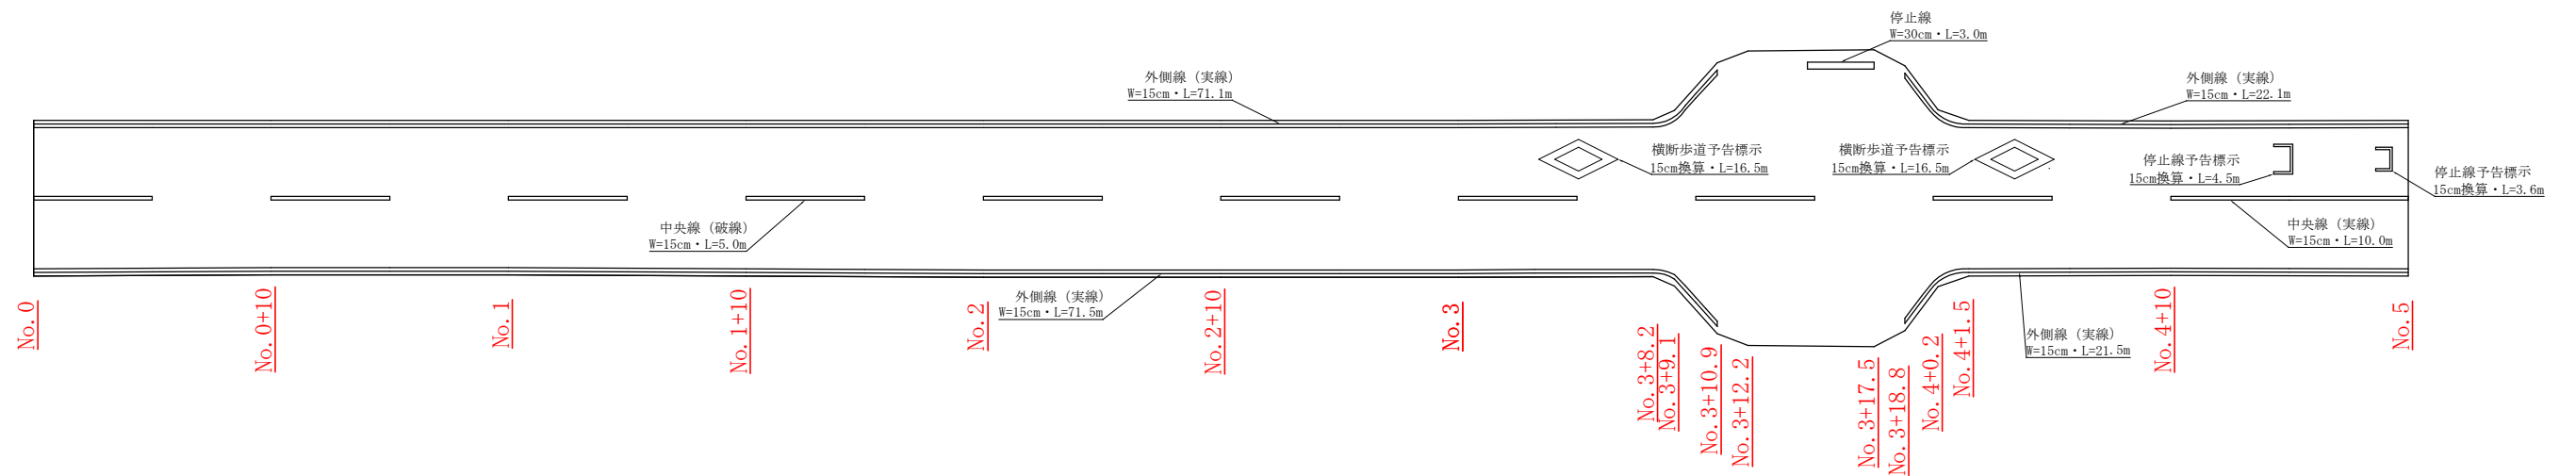 停止線
W=30cm・L=3.0m
外側線（実線）
W=15cm・L=71.1m
外側線（実線）
W=15cm・L=22.1m
横断歩道予告標示
15cm換算・L=16.5m
横断歩道予告標示
15cm換算・L=16.5m
停止線予告標示
15cm換算・L=4.5m
停止線予告標示
15cm換算・L=3.6m
中央線（破線）
W=15cm・L=5.0m
中央線（実線）
W=15cm・L=10.0m
外側線（実線）
W=15cm・L=71.5m
外側線（実線）
W=15cm・L=21.5m
No.0
No.0+10
No.1
No.1+10
No.2
No.2+10
No.3
No.3+8.2
No.3+9.1
No.3+10.9
No.3+12.2
No.3+17.5
No.3+18.8
No.4+0.2
No.4+1.5
No.4+10
No.5